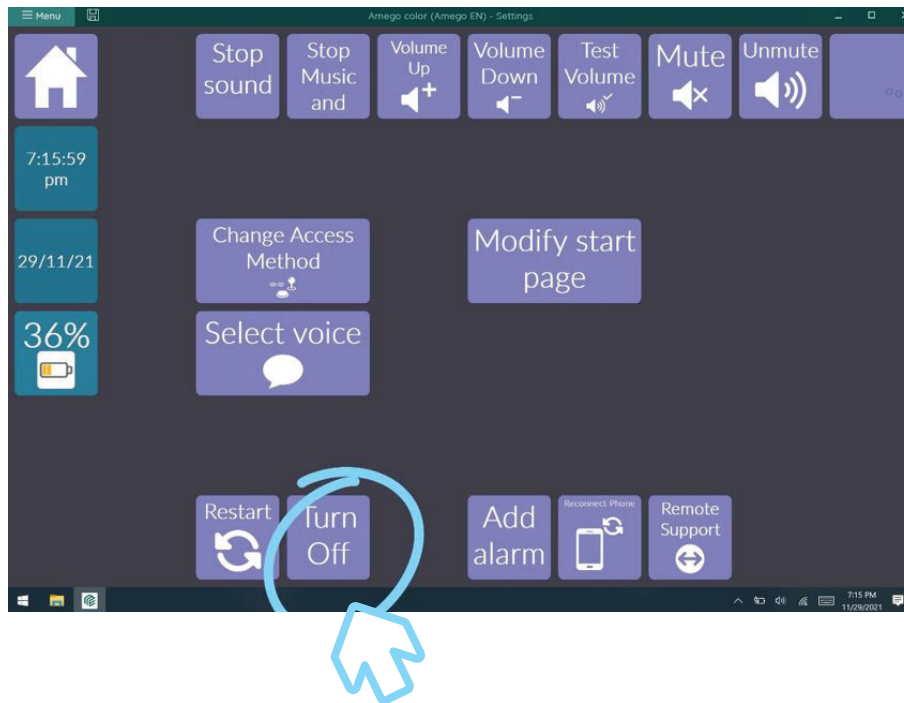 Menu
Amego color (Amego EN) - Settings
Stop
sound
Stop
Music
and
Volume
Up
Volume
Down
Test
Volume
Mute
Unmute
7:15:59
pm
Change Access
Method
Modify start
page
29/11/21
36%
Select voice
Restart
Turn
Off
Add
alarm
Reconnect Phone
Remote
Support
7:15 PM
11/29/2021